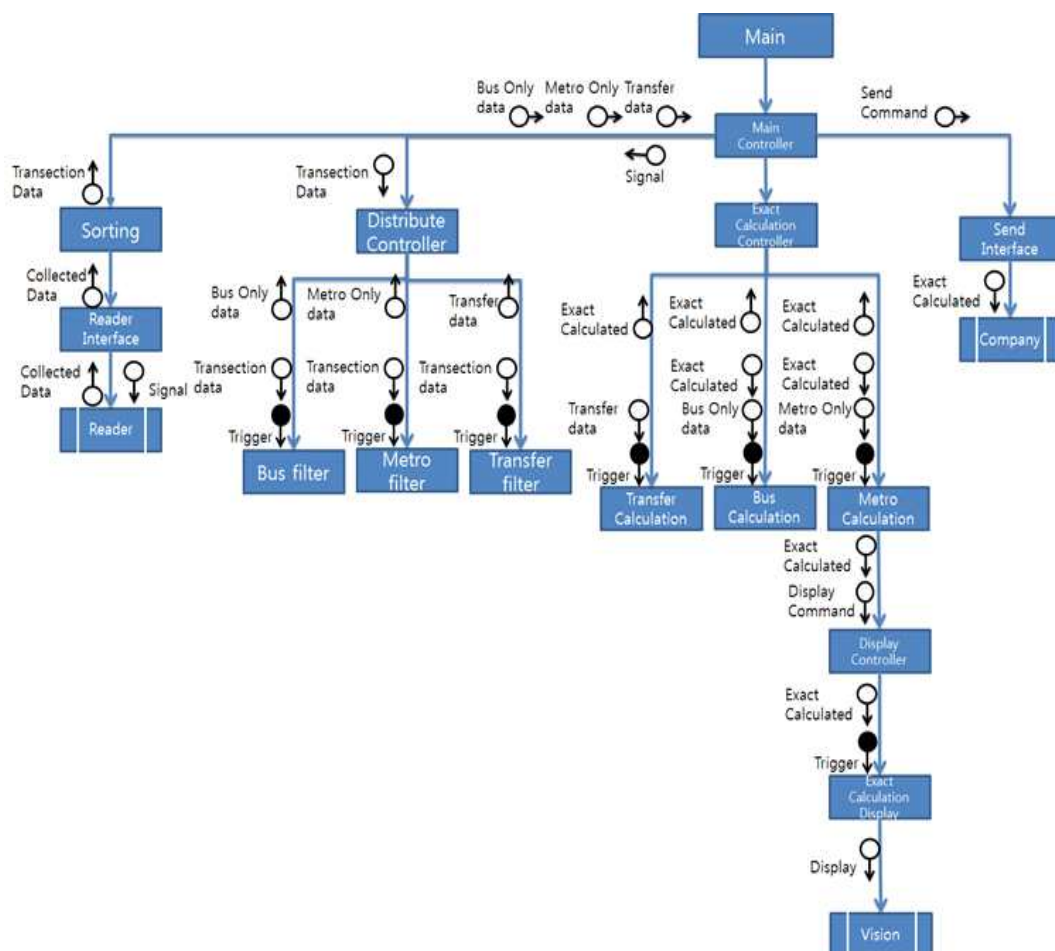 Main
Bus Only
data
Metro Only
data
Transfer
data
Send
Command
Main
Controller
Signal
Transection
Data
Transection
Data
Sorting
Distribute
Controller
Exact
Calculation
Controller
Send
Interface
Collected
Data
Bus Only
data
Metro Only
data
Transfer
data
Exact
Calculated
Exact
Calculated
Exact
Calculated
Exact
Calculated
Reader
Interface
Company
Collected
Data
Signal
Transection
data
Transection
data
Transection
data
Exact
Calculated
Exact
Calculated
Transfer
data
Bus Only
data
Metro Only
data
Reader
Trigger
Trigger
Trigger
Bus filter
Metro
filter
Transfer
filter
Trigger
Trigger
Trigger
Transfer
Calculation
Bus
Calculation
Metro
Calculation
Exact
Calculated
Display
Command
Display
Controller
Exact
Calculated
Trigger
Exact
Calculation
Display
Display
Vision